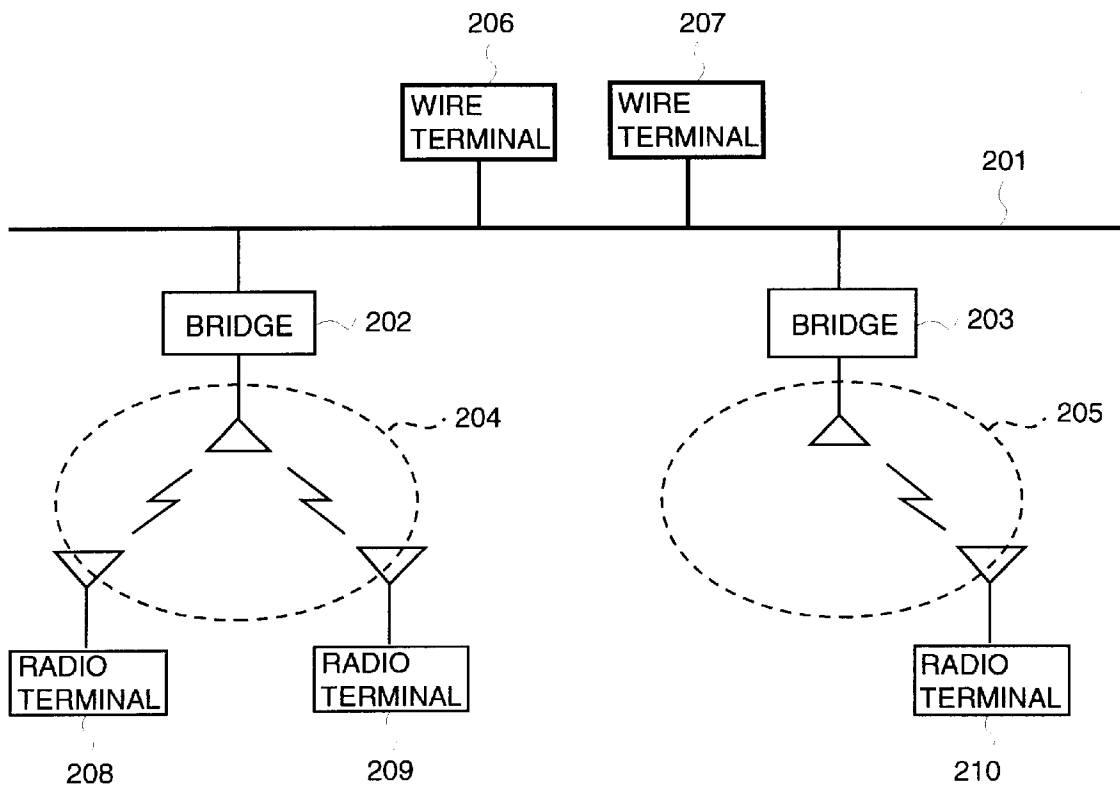 206
207
WIRE
TERMINAL
WIRE
TERMINAL
201
BRIDGE
202
BRIDGE
203
204
205
RADIO
TERMINAL
RADIO
TERMINAL
RADIO
TERMINAL
208
209
210